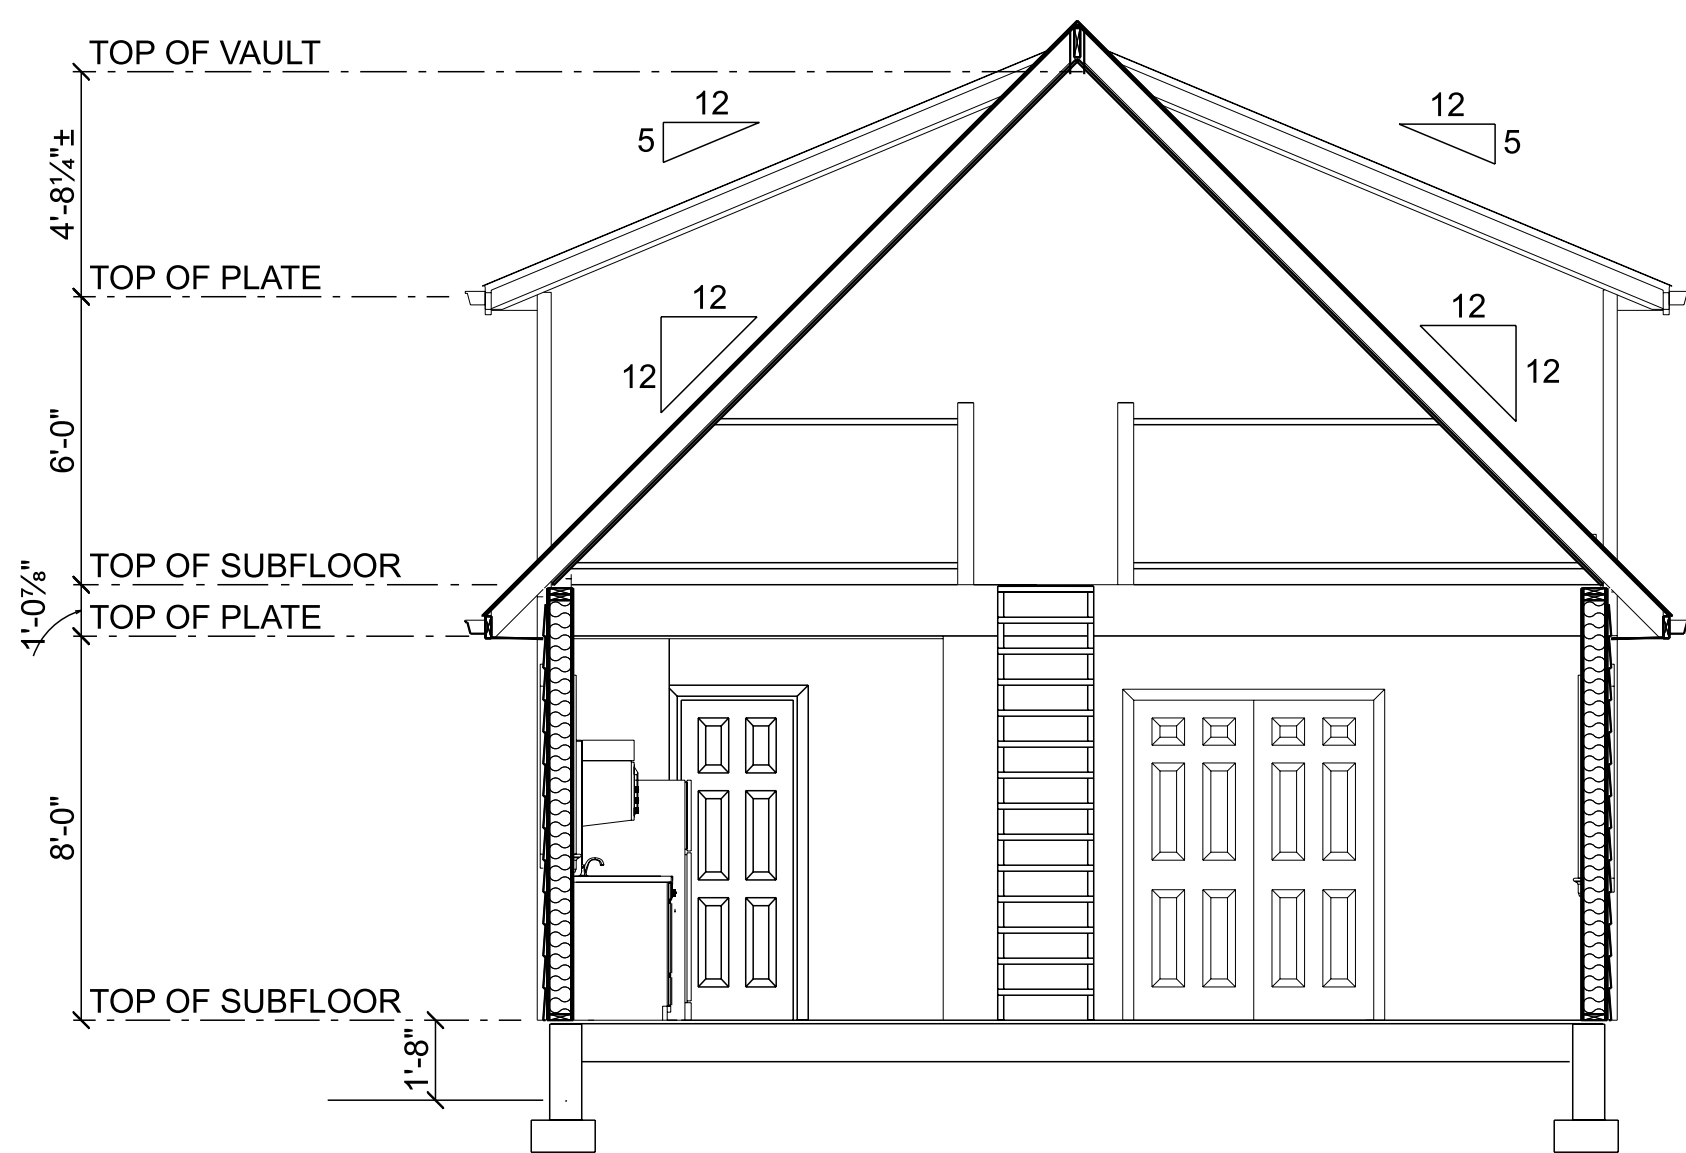 TOP OF VAULT
12
12
5
5
4'-8¼"±
TOP OF PLATE
12
12
12
12
6'-0"
TOP OF SUBFLOOR
1'-0⅞"
TOP OF PLATE
8'-0"
TOP OF SUBFLOOR
1'-8"